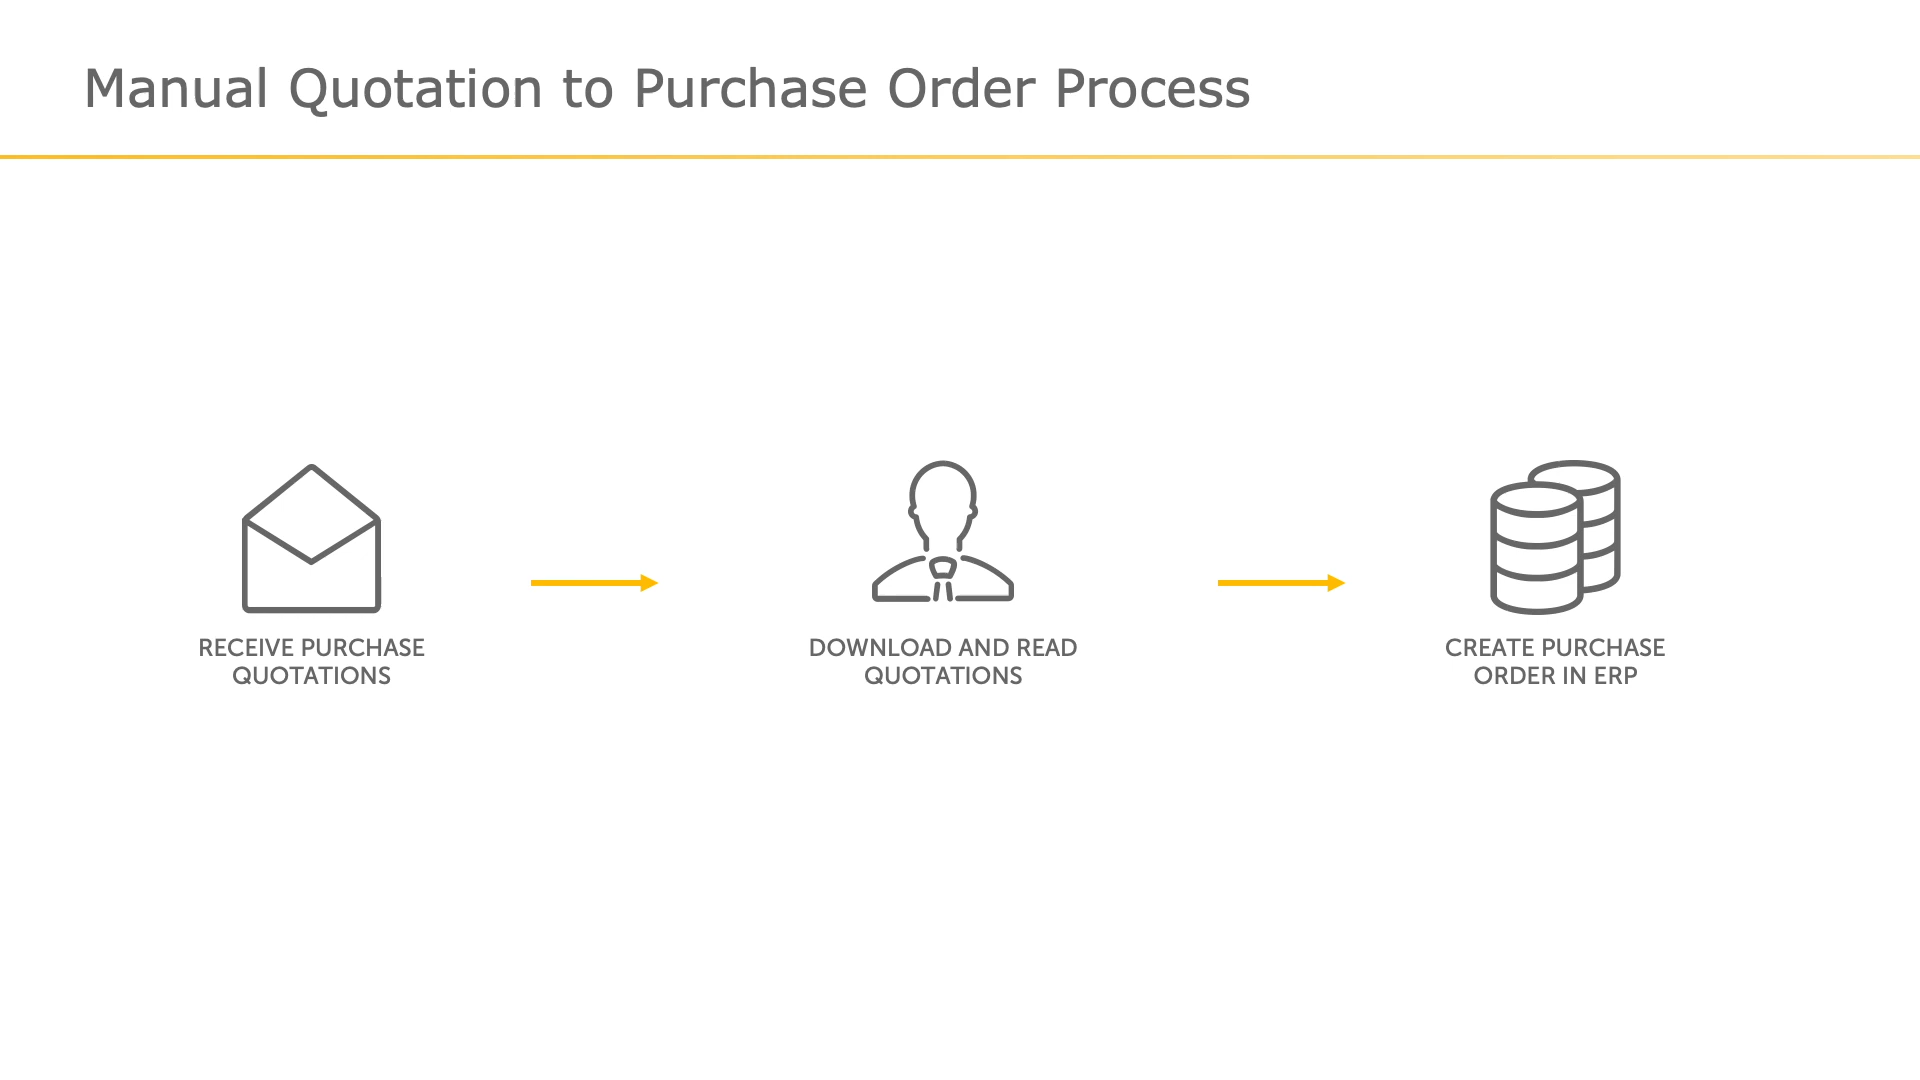 Manual Quotation to Purchase Order Process
RECEIVE PURCHASE
QUOTATIONS
DOWNLOAD AND READ
QUOTATIONS
CREATE PURCHASE
ORDER IN ERP